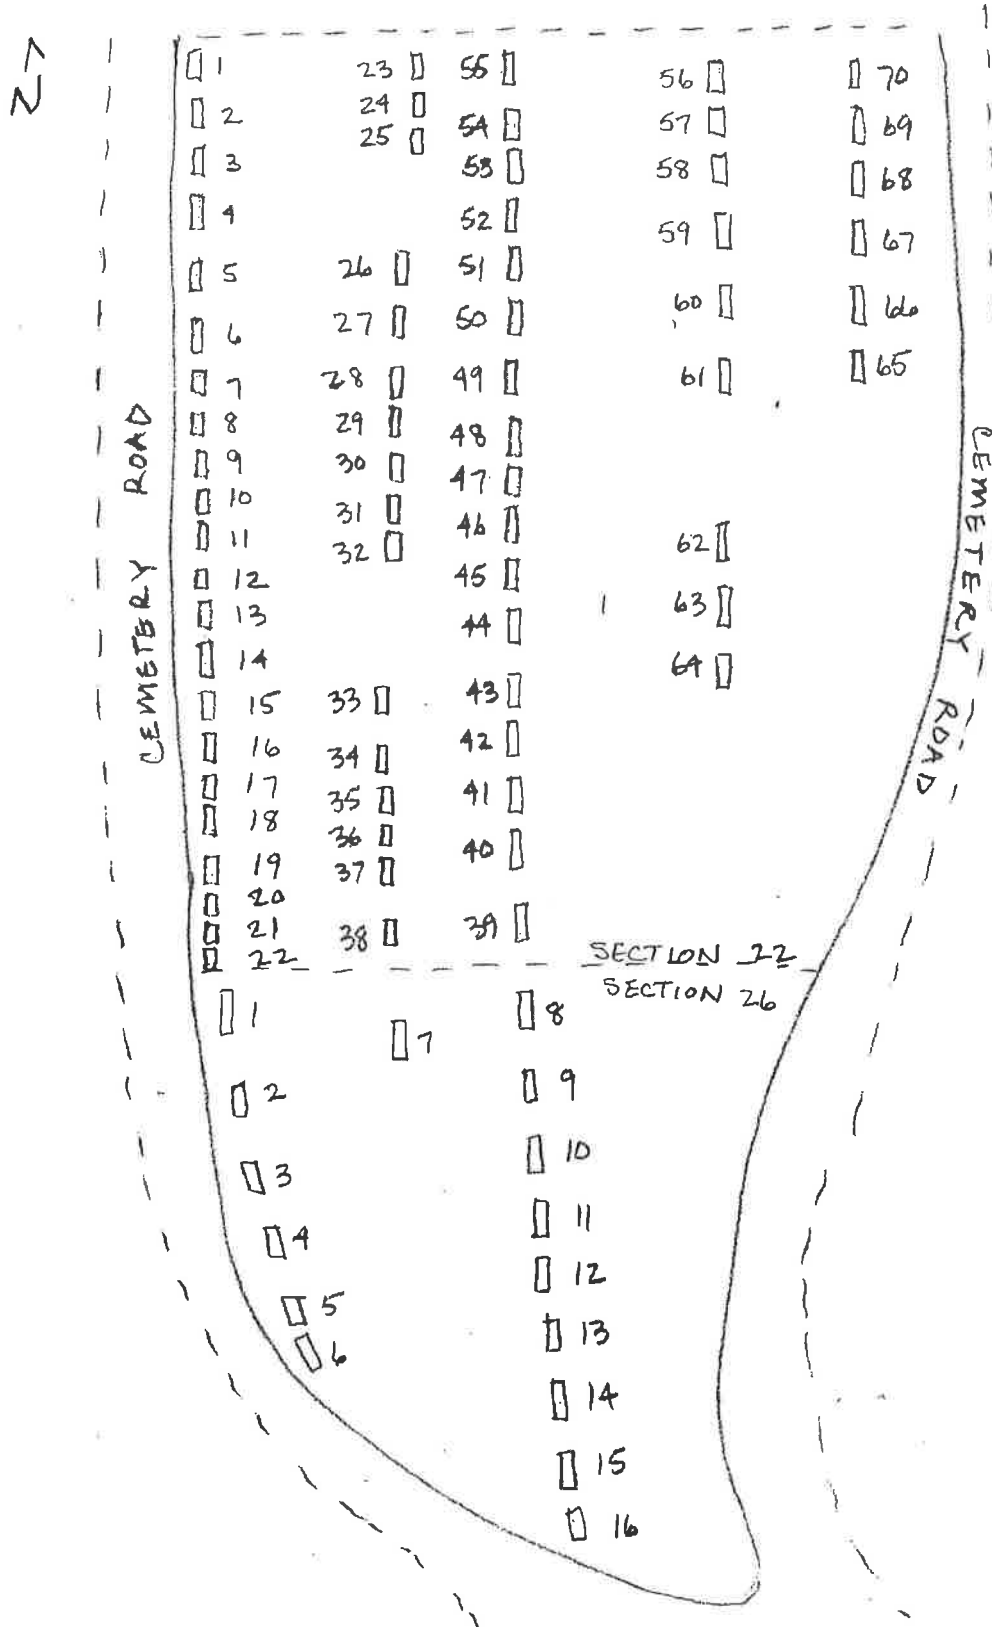 N
1 23 55 56 70
2 24 54 57 69
3 25 53 58 68
4 52 59 67
5 26 51 60 66
6 27 50 61 65
7 28 49
8 29 48
9 30 47
10 31 46
11 32 45 62
12 44 63
13 43 64
14 42
15 33 41
16 34 40
17 35 39
18 36
19 37
20 38
21
22
CEMETERY ROAD
CEMETERY ROAD
SECTION 22
SECTION 26
1 7 8
2 9
3 10
4 11
5 12
6 13
14
15
16